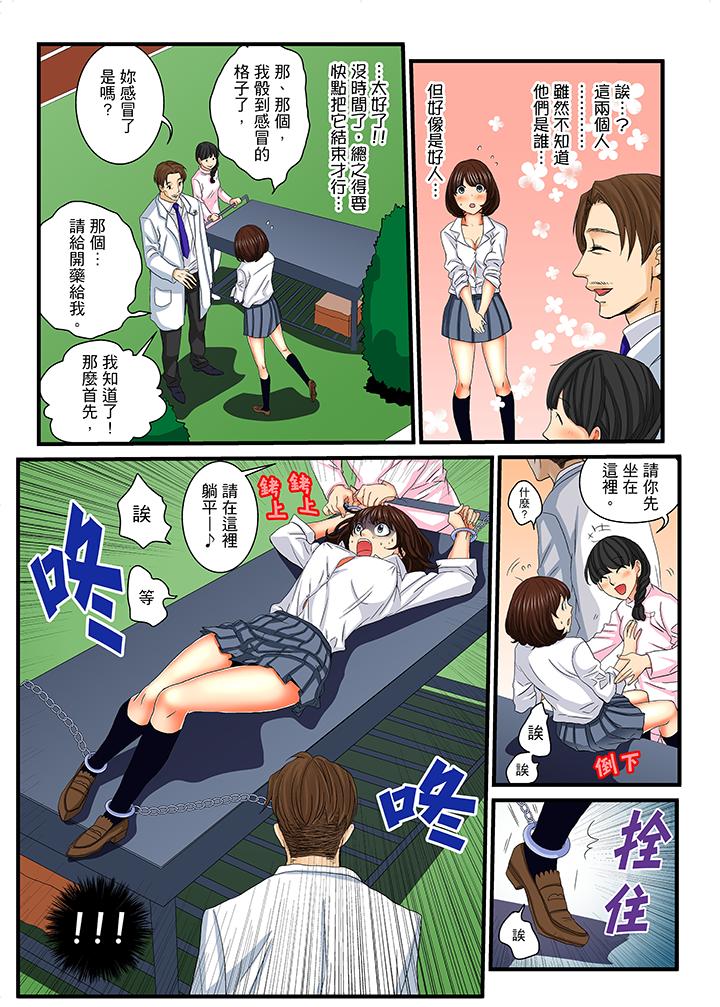 誒…？
這兩個人
…………
雖然不知道
他們是誰…
但好像是好人…
…太好了!!
沒時間了，總之得要
快點把它結束才行…
那、那個，
我骰到感冒的
格子了，
妳感冒了
是嗎？
那個…
請給開藥給我。
我知道了！
那麼首先，
請你先
坐在
這裡。
什麼？
誒
誒
倒下
拴住
誒
請在這裡
躺平—♪
銬上
銬上
誒
等
咚
咚
!!!